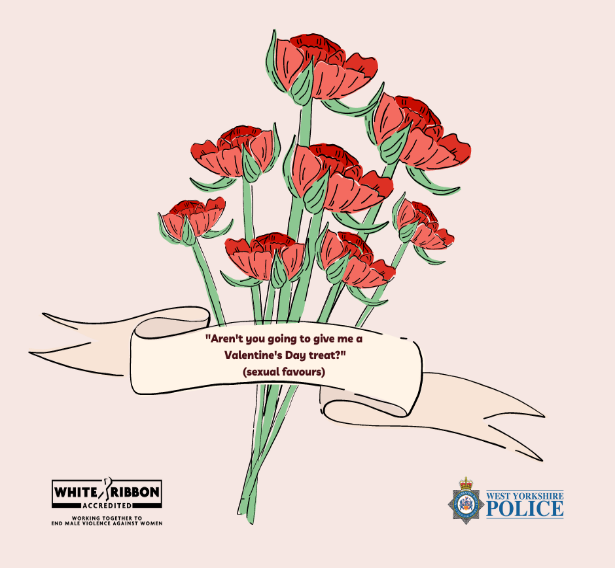 "Aren't you going to give me a
Valentine's Day treat?"
(sexual favours)
WHITE RIBBON
ACCREDITED
WORKING TOGETHER TO
END MALE VIOLENCE AGAINST WOMEN
WEST YORKSHIRE
POLICE